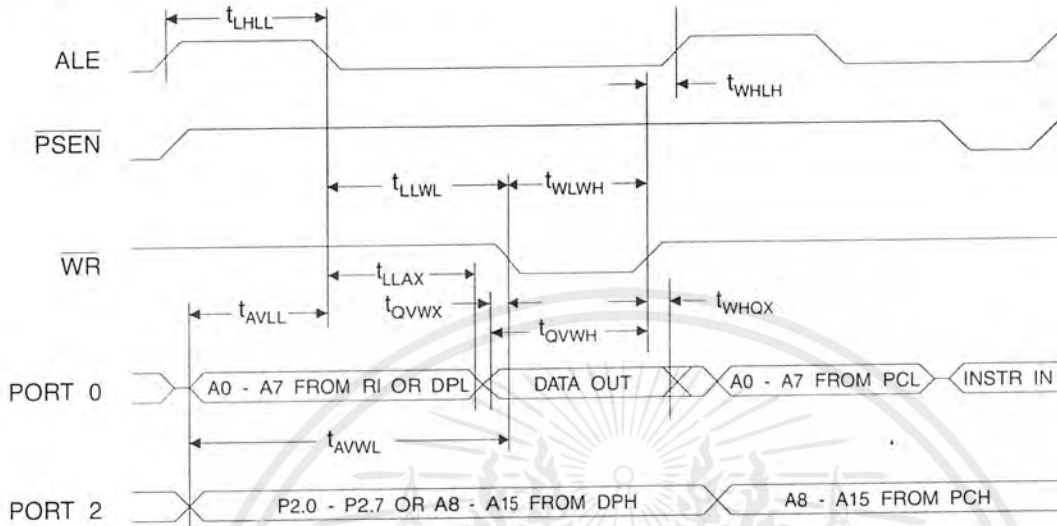 tLHLL
ALE
tWHLH
PSEN
tLLWL
tWLWH
WR
tLLAX
tQVWX
tWHQX
tAVLL
tQVWH
PORT 0
A0 - A7 FROM RI OR DPL
DATA OUT
A0 - A7 FROM PCL
INSTR IN
tAVWL
PORT 2
P2.0 - P2.7 OR A8 - A15 FROM DPH
A8 - A15 FROM PCH